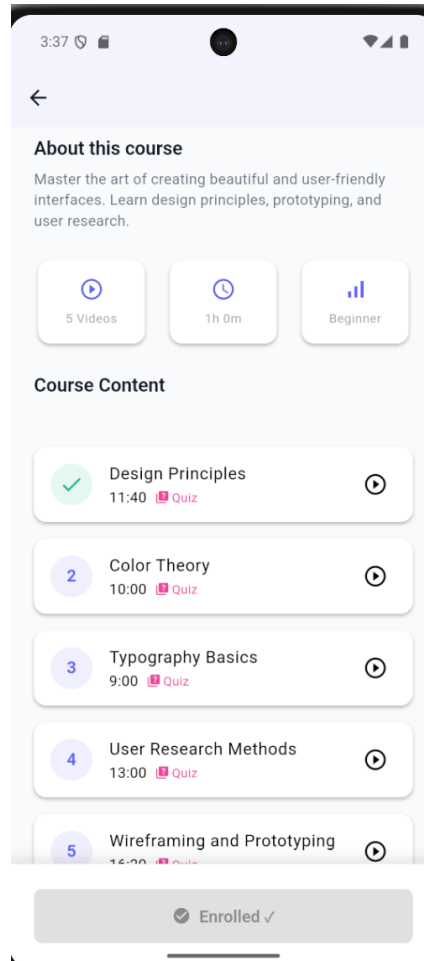 3:37
About this course
Master the art of creating beautiful and user-friendly
interfaces. Learn design principles, prototyping, and
user research.
5 Videos
1h 0m
Beginner
Course Content
Design Principles
11:40 Quiz
2
Color Theory
10:00 Quiz
3
Typography Basics
9:00 Quiz
4
User Research Methods
13:00 Quiz
5
Wireframing and Prototyping
16:20 Quiz
Enrolled ✓